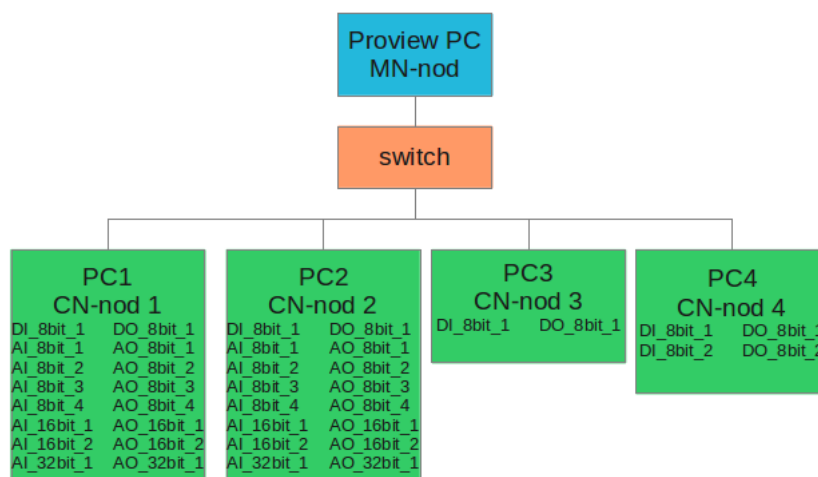 Proview PC
MN-nod
switch
PC1
CN-nod 1
DI_8bit_1 DO_8bit_1
AI_8bit_1 AO_8bit_1
AI_8bit_2 AO_8bit_2
AI_8bit_3 AO_8bit_3
AI_8bit_4 AO_8bit_4
AI_16bit_1 AO_16bit_1
AI_16bit_2 AO_16bit_2
AI_32bit_1 AO_32bit_1
PC2
CN-nod 2
DI_8bit_1 DO_8bit_1
AI_8bit_1 AO_8bit_1
AI_8bit_2 AO_8bit_2
AI_8bit_3 AO_8bit_3
AI_8bit_4 AO_8bit_4
AI_16bit_1 AO_16bit_1
AI_16bit_2 AO_16bit_2
AI_32bit_1 AO_32bit_1
PC3
CN-nod 3
DI_8bit_1 DO_8bit_1
PC4
CN-nod 4
DI_8bit_1 DO_8bit_1
DI_8bit_2 DO_8bit_2